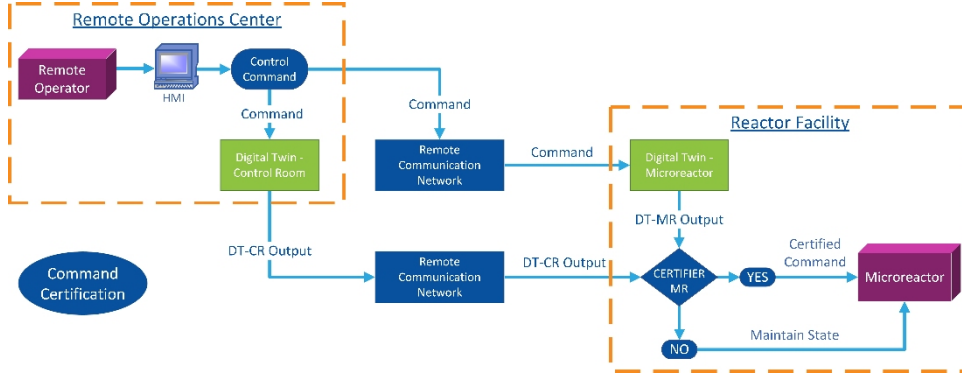 Remote Operations Center
Remote
Operator
HMI
Control
Command
Command
Command
Digital Twin -
Control Room
Remote
Communication
Network
Command
Reactor Facility
Digital Twin -
Microreactor
DT-MR Output
DT-CR Output
Remote
Communication
Network
DT-CR Output
CERTIFIER
MR
YES
Certified
Command
Microreactor
NO
Maintain State
Command
Certification